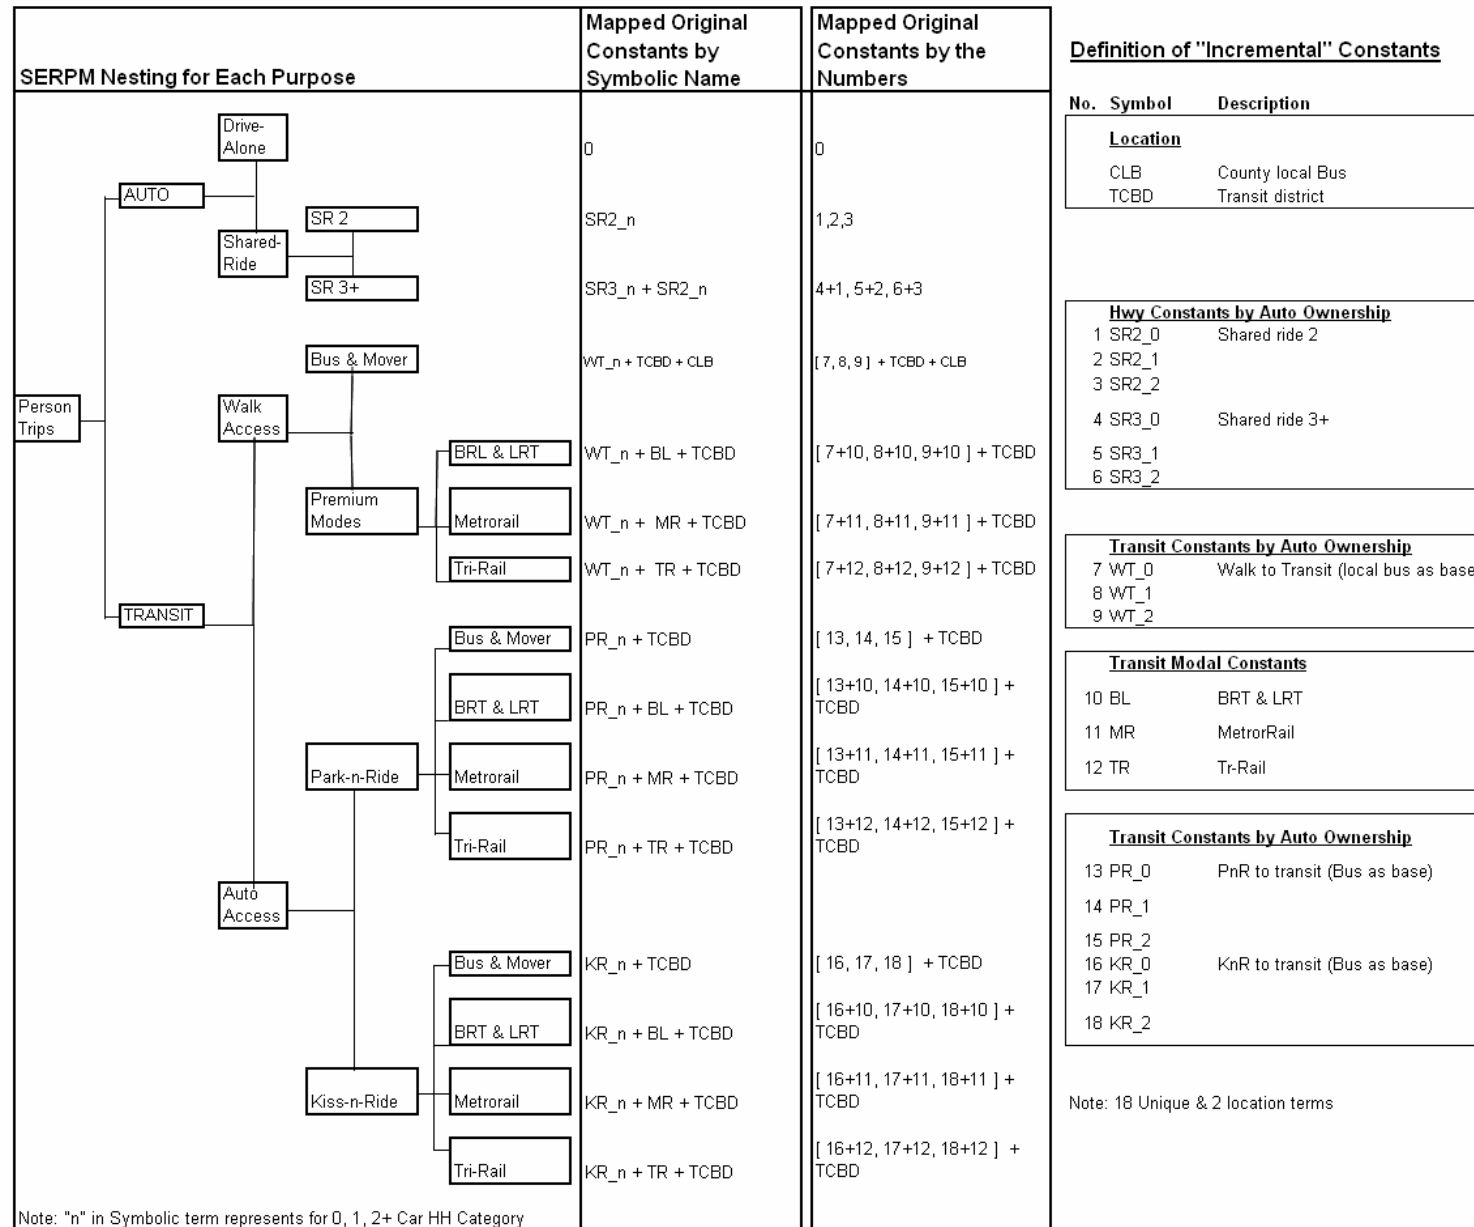 SERPM Nesting for Each Purpose
Mapped Original
Constants by
Symbolic Name
Mapped Original
Constants by the
Numbers
Drive-
Alone
0
0
AUTO
SR 2
SR2_n
1,2,3
Shared-
Ride
SR 3+
SR3_n + SR2_n
4+1, 5+2, 6+3
Bus & Mover
WT_n + TCBD + CLB
[ 7, 8, 9 ] + TCBD + CLB
Person
Trips
Walk
Access
BRL & LRT
WT_n + BL + TCBD
[ 7+10, 8+10, 9+10 ] + TCBD
Premium
Modes
Metrorail
WT_n + MR + TCBD
[ 7+11, 8+11, 9+11 ] + TCBD
Tri-Rail
WT_n + TR + TCBD
[ 7+12, 8+12, 9+12 ] + TCBD
TRANSIT
Bus & Mover
PR_n + TCBD
[ 13, 14, 15 ] + TCBD
BRT & LRT
PR_n + BL + TCBD
[ 13+10, 14+10, 15+10 ] +
TCBD
Park-n-Ride
Metrorail
PR_n + MR + TCBD
[ 13+11, 14+11, 15+11 ] +
TCBD
Tri-Rail
PR_n + TR + TCBD
[ 13+12, 14+12, 15+12 ] +
TCBD
Auto
Access
Bus & Mover
KR_n + TCBD
[ 16, 17, 18 ] + TCBD
BRT & LRT
KR_n + BL + TCBD
[ 16+10, 17+10, 18+10 ] +
TCBD
Kiss-n-Ride
Metrorail
KR_n + MR + TCBD
[ 16+11, 17+11, 18+11 ] +
TCBD
Tri-Rail
KR_n + TR + TCBD
[ 16+12, 17+12, 18+12 ] +
TCBD
Note: "n" in Symbolic term represents for 0, 1, 2+ Car HH Category
Definition of "Incremental" Constants
No. Symbol Description
Location
CLB County local Bus
TCBD Transit district
Hwy Constants by Auto Ownership
1 SR2_0 Shared ride 2
2 SR2_1
3 SR2_2
4 SR3_0 Shared ride 3+
5 SR3_1
6 SR3_2
Transit Constants by Auto Ownership
7 WT_0 Walk to Transit (local bus as base
8 WT_1
9 WT_2
Transit Modal Constants
10 BL BRT & LRT
11 MR MetrorRail
12 TR Tr-Rail
Transit Constants by Auto Ownership
13 PR_0 PnR to transit (Bus as base)
14 PR_1
15 PR_2
16 KR_0 KnR to transit (Bus as base)
17 KR_1
18 KR_2
Note: 18 Unique & 2 location terms